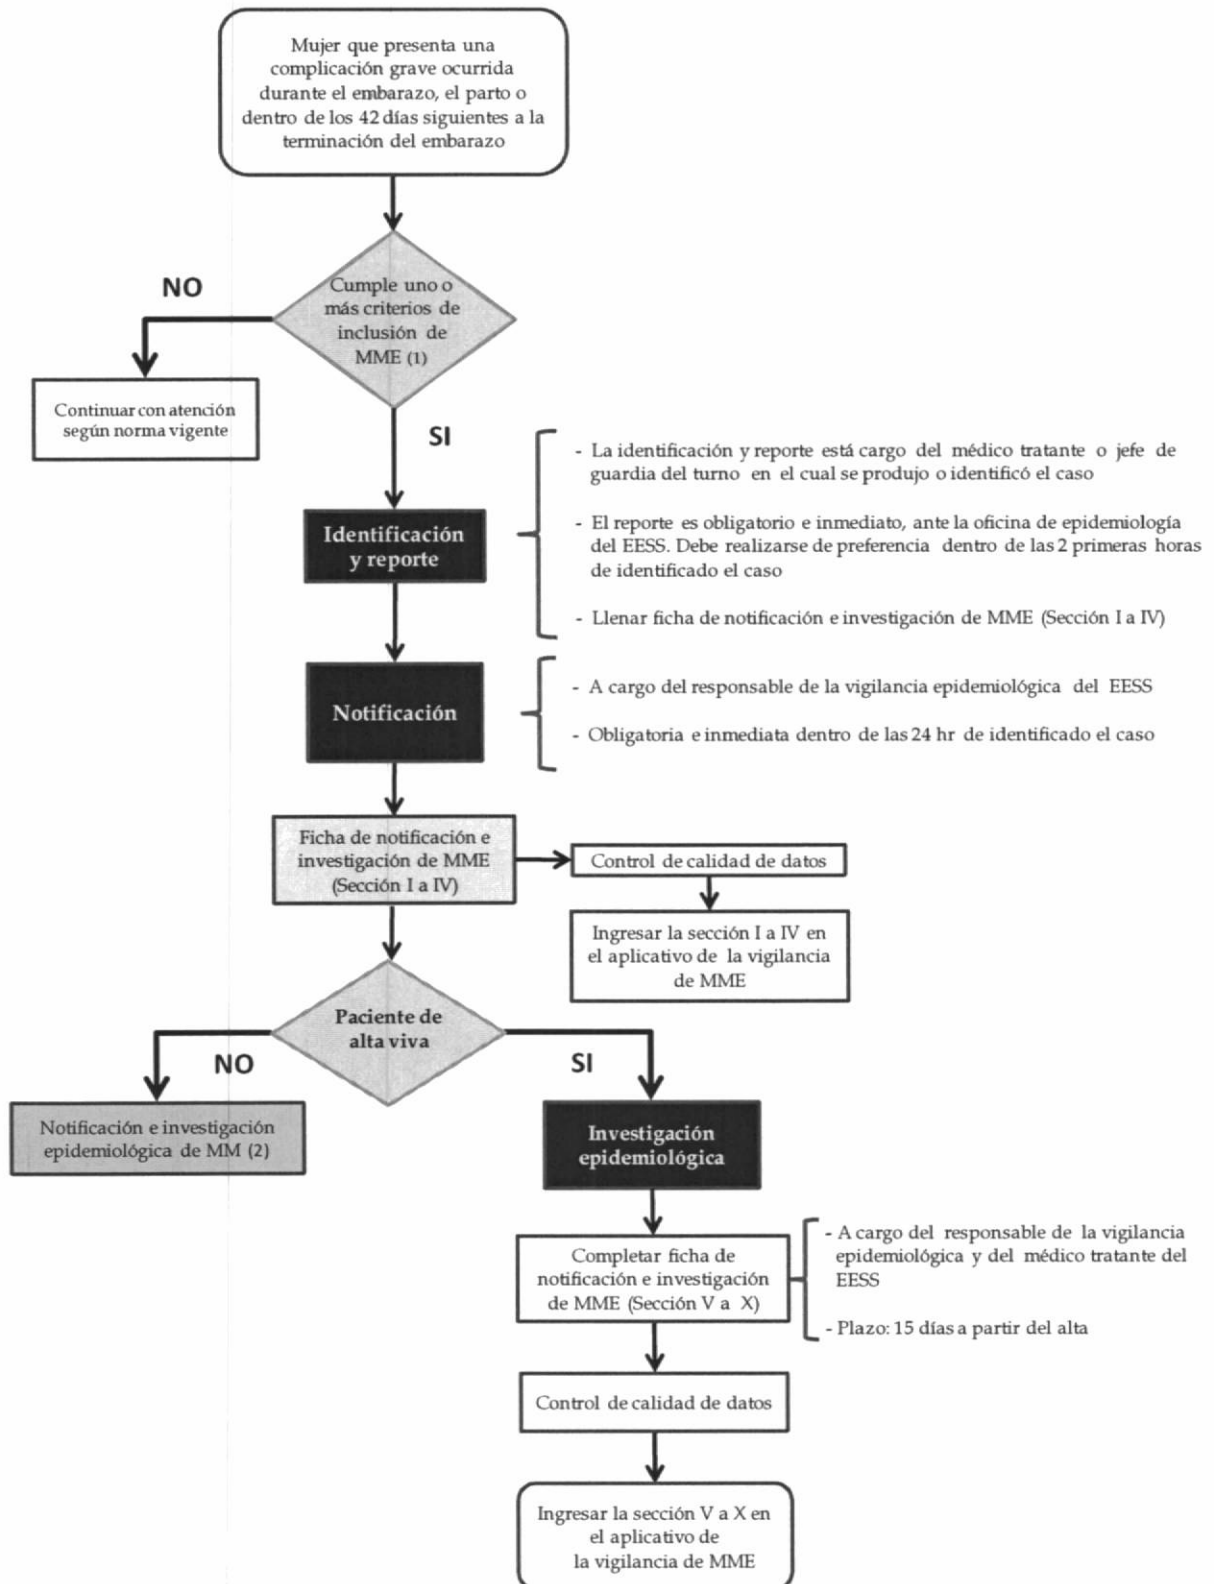 Mujer que presenta una
complicación grave ocurrida
durante el embarazo, el parto o
dentro de los 42 días siguientes a la
terminación del embarazo
NO
Cumple uno o
más criterios de
inclusión de
MME (1)
Continuar con atención
según norma vigente
SI
- La identificación y reporte está cargo del médico tratante o jefe de
guardia del turno en el cual se produjo o identificó el caso
Identificación
y reporte
- El reporte es obligatorio e inmediato, ante la oficina de epidemiología
del EESS. Debe realizarse de preferencia dentro de las 2 primeras horas
de identificado el caso
- Llenar ficha de notificación e investigación de MME (Sección I a IV)
Notificación
- A cargo del responsable de la vigilancia epidemiológica del EESS
- Obligatoria e inmediata dentro de las 24 hr de identificado el caso
Ficha de notificación e
investigación de MME
(Sección I a IV)
Control de calidad de datos
Ingresar la sección I a IV en
el aplicativo de la vigilancia
de MME
Paciente de
alta viva
NO
SI
Notificación e investigación
epidemiológica de MM (2)
Investigación
epidemiológica
Completar ficha de
notificación e investigación
de MME (Sección V a X)
- A cargo del responsable de la vigilancia
epidemiológica y del médico tratante del
EESS
- Plazo: 15 días a partir del alta
Control de calidad de datos
Ingresar la sección V a X en
el aplicativo de
la vigilancia de MME